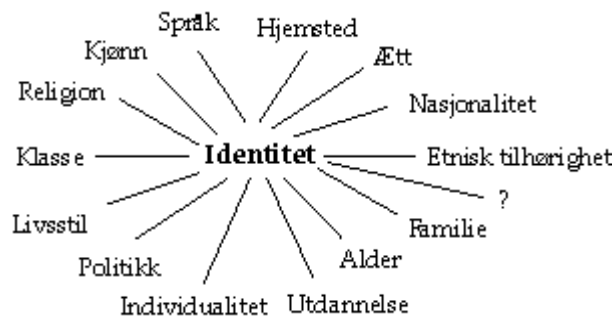 Språk
Hjemsted
Kjønn
Ætt
Religion
Nasjonalitet
Klasse
Identitet
Etnisk tilhørighet
?
Livsstil
Familie
Politikk
Alder
Individualitet
Utdannelse